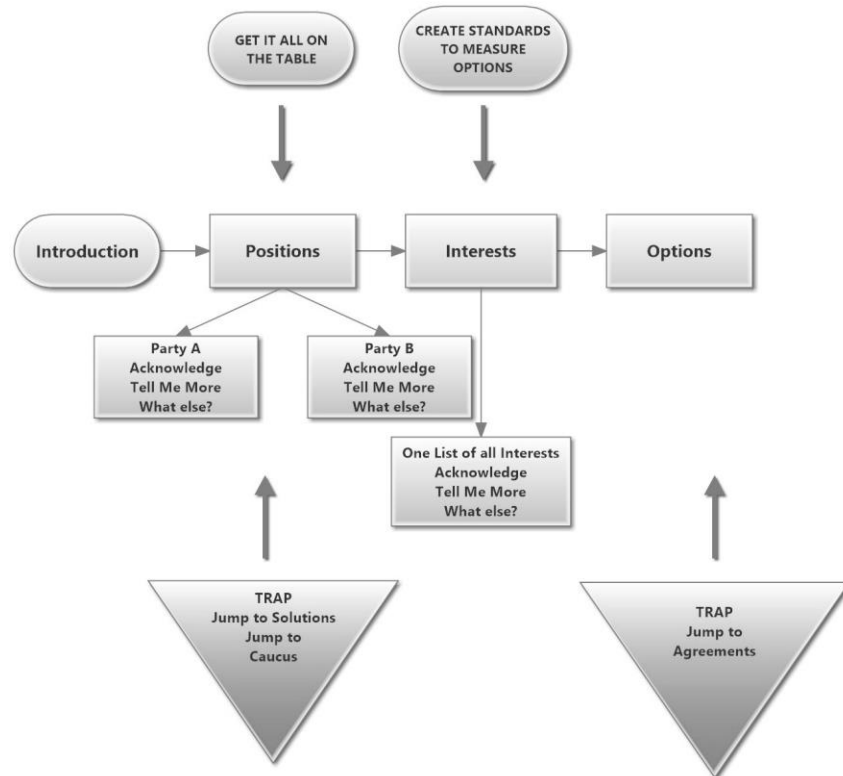 GET IT ALL ON
THE TABLE
CREATE STANDARDS
TO MEASURE
OPTIONS
Introduction
Positions
Interests
Options
Party A
Acknowledge
Tell Me More
What else?
Party B
Acknowledge
Tell Me More
What else?
One List of all Interests
Acknowledge
Tell Me More
What else?
TRAP
Jump to Solutions
Jump to
Caucus
TRAP
Jump to
Agreements